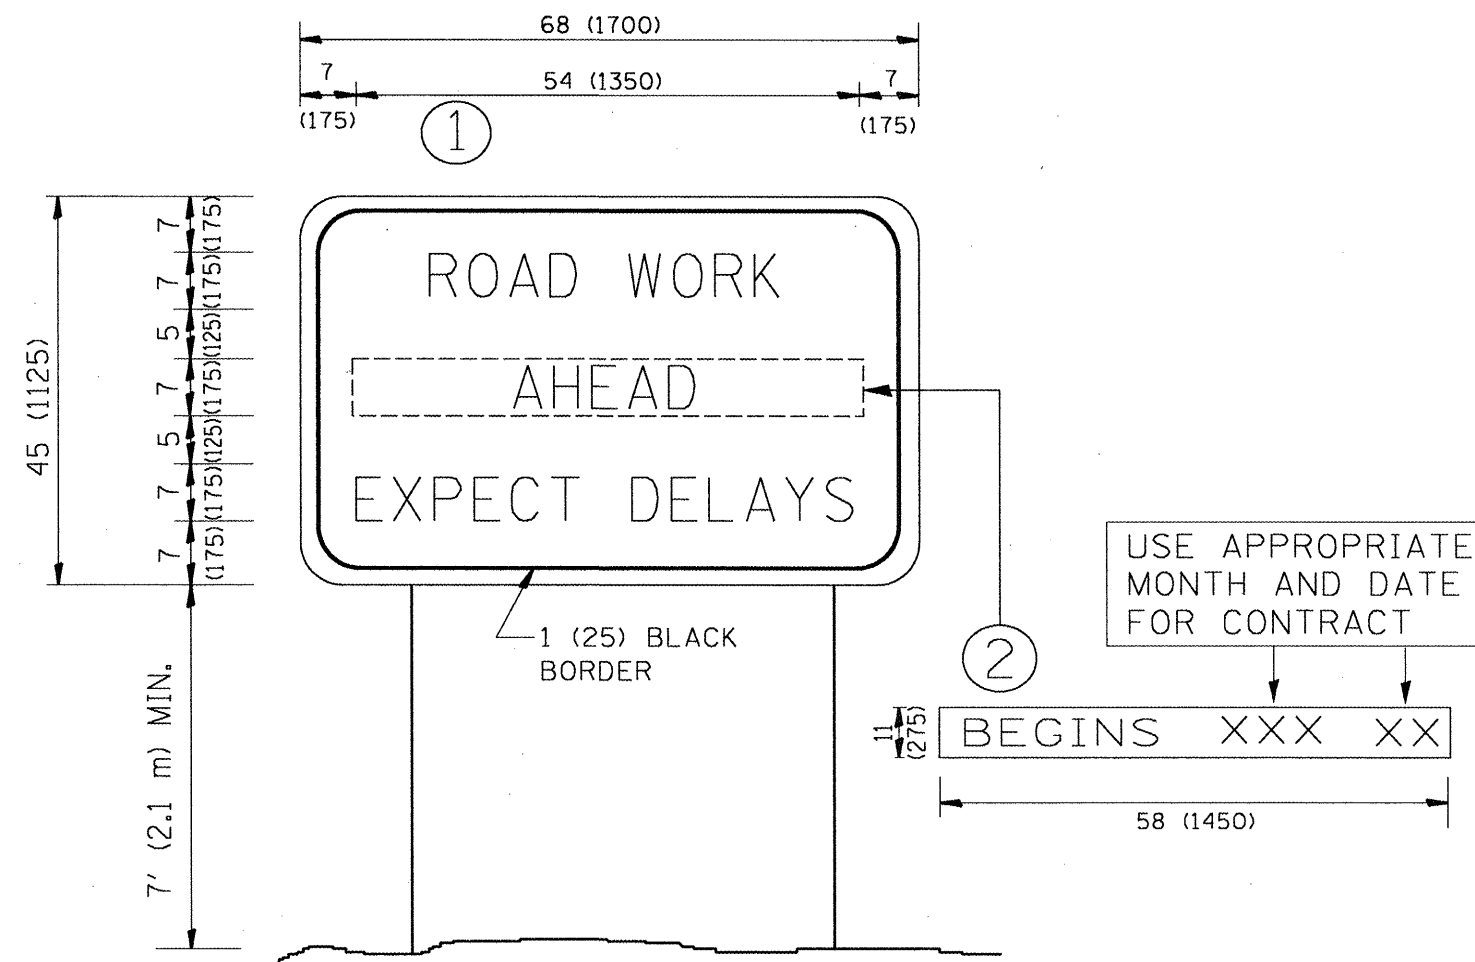 68 (1700)
7
54 (1350)
7
(175)
(175)
1
45 (1125)
7
(175)
7
(175)
5
(125)
7
(175)
5
(125)
7
(175)
7
(175)
ROAD WORK
AHEAD
EXPECT DELAYS
1 (25) BLACK
BORDER
7' (2.1 m) MIN.
2
USE APPROPRIATE
MONTH AND DATE
FOR CONTRACT
11
(275)
BEGINS XXX XX
58 (1450)